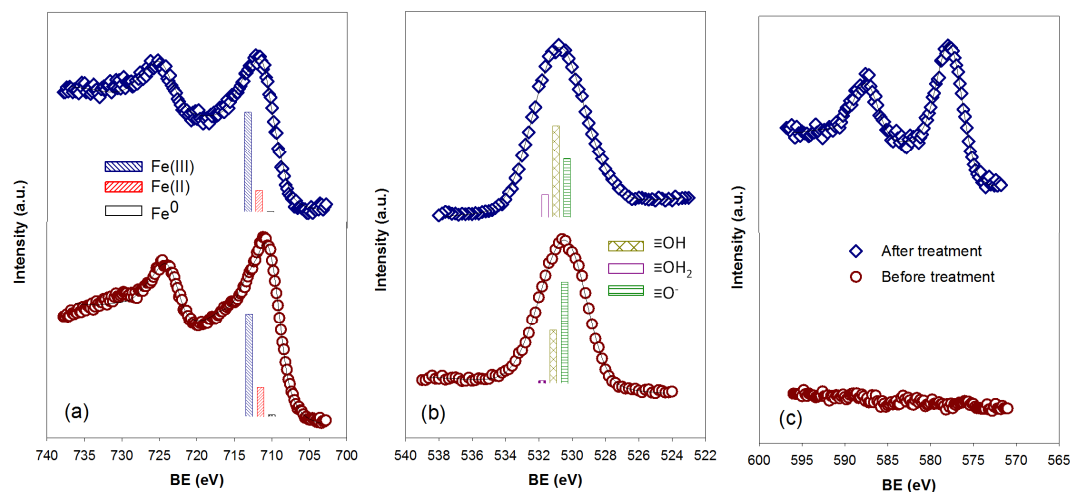 Intensity (a.u.)
Intensity (a.u.)
Fe(III)
Fe(II)
Fe0
(a)
740 735 730 725 720 715 710 705 700
BE (eV)
Intensity (a.u.)
Intensity (a.u.)
≡OH
≡OH2
≡O-
(b)
540 538 536 534 532 530 528 526 524 522
BE (eV)
Intensity (a.u.)
After treatment
Before treatment
(c)
600 595 590 585 580 575 570 565
BE (eV)